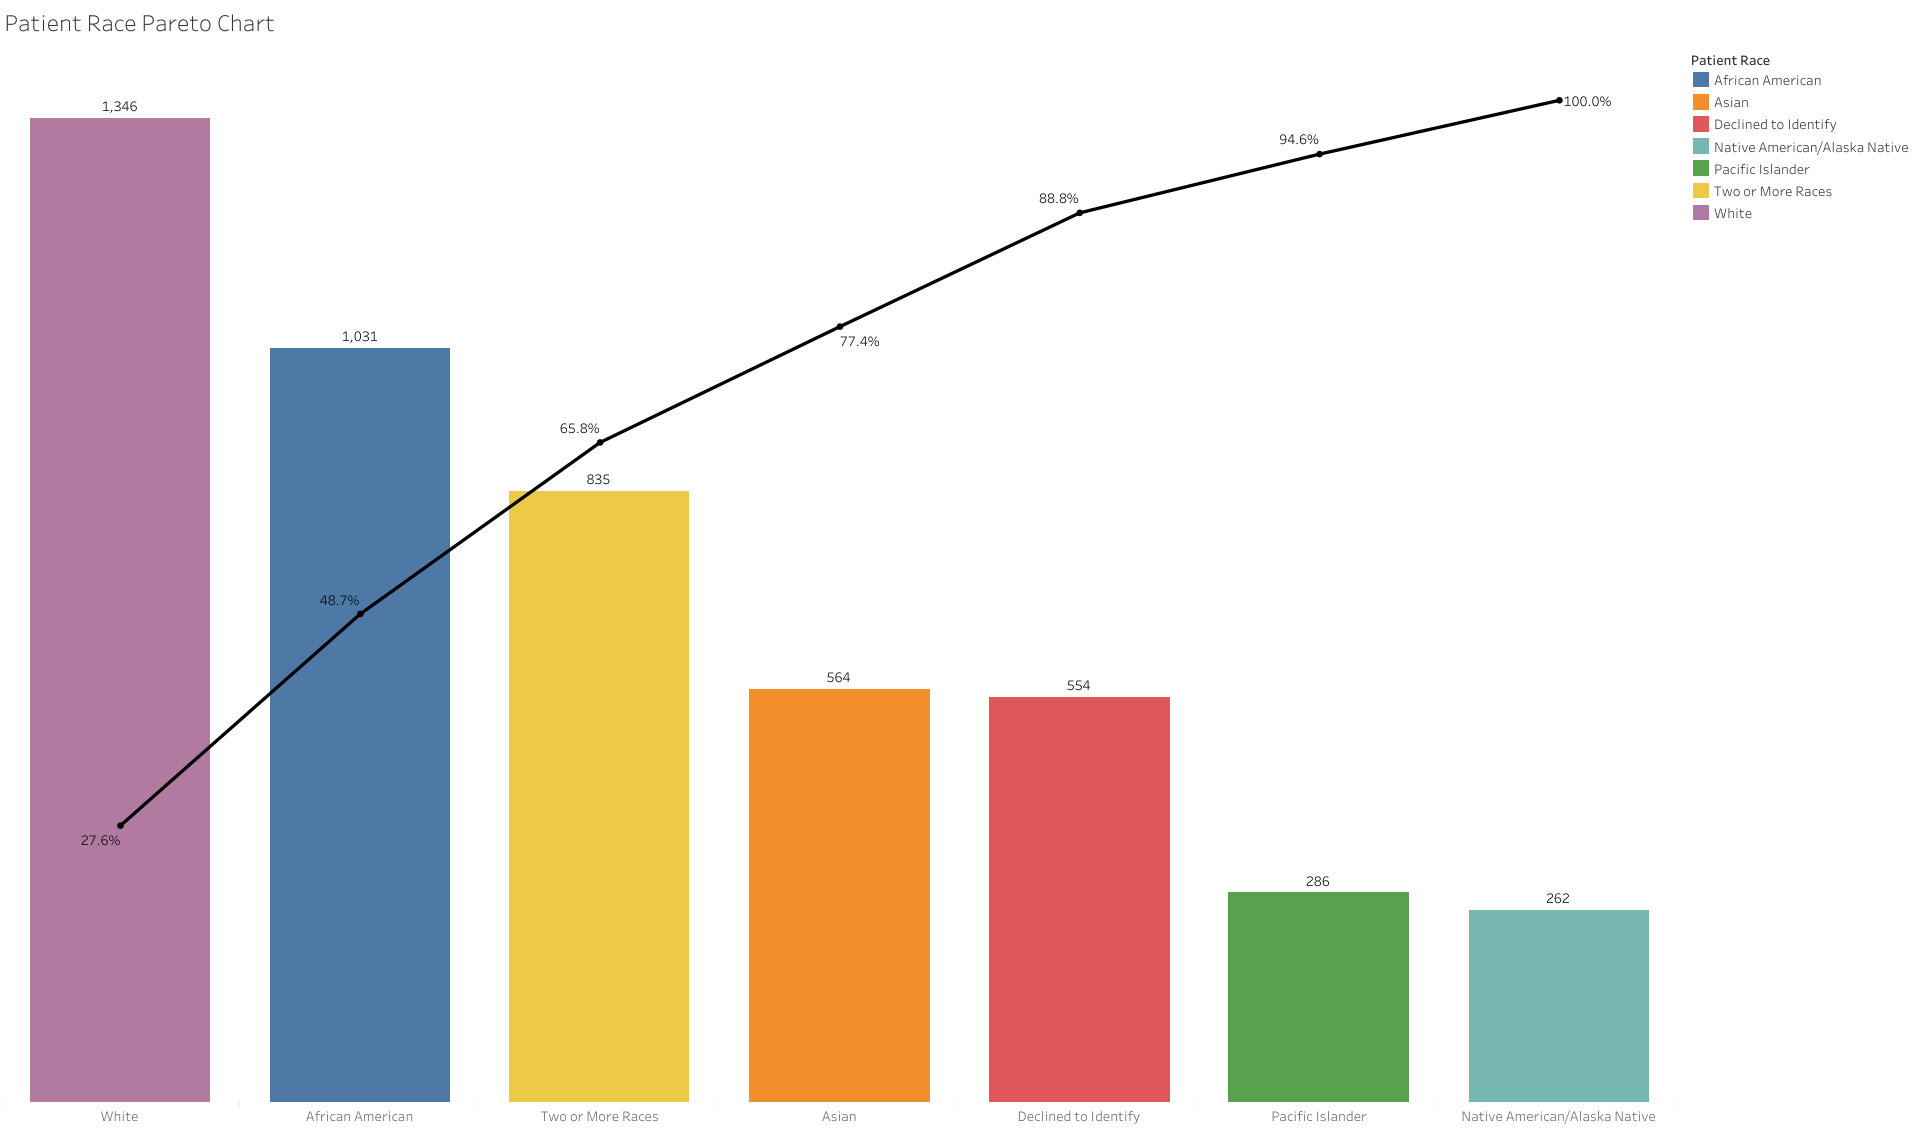 Patient Race Pareto Chart
Patient Race
African American
Asian
Declined to Identify
Native American/Alaska Native
Pacific Islander
Two or More Races
White
1,346
1,031
835
564
554
286
262
27.6%
48.7%
65.8%
77.4%
88.8%
94.6%
100.0%
White
African American
Two or More Races
Asian
Declined to Identify
Pacific Islander
Native American/Alaska Native